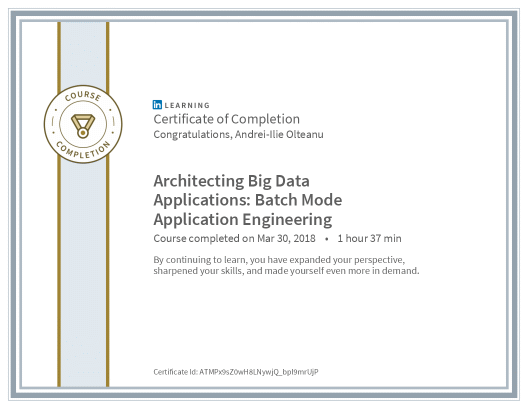 COURSE
COMPLETION
in LEARNING
Certificate of Completion
Congratulations, Andrei-Ilie Olteanu
Architecting Big Data
Applications: Batch Mode
Application Engineering
Course completed on Mar 30, 2018 • 1 hour 37 min
By continuing to learn, you have expanded your perspective,
sharpened your skills, and made yourself even more in demand.
Certificate Id: ATMPx9sZ0wH8LNywjQ_bpI9mrUjP